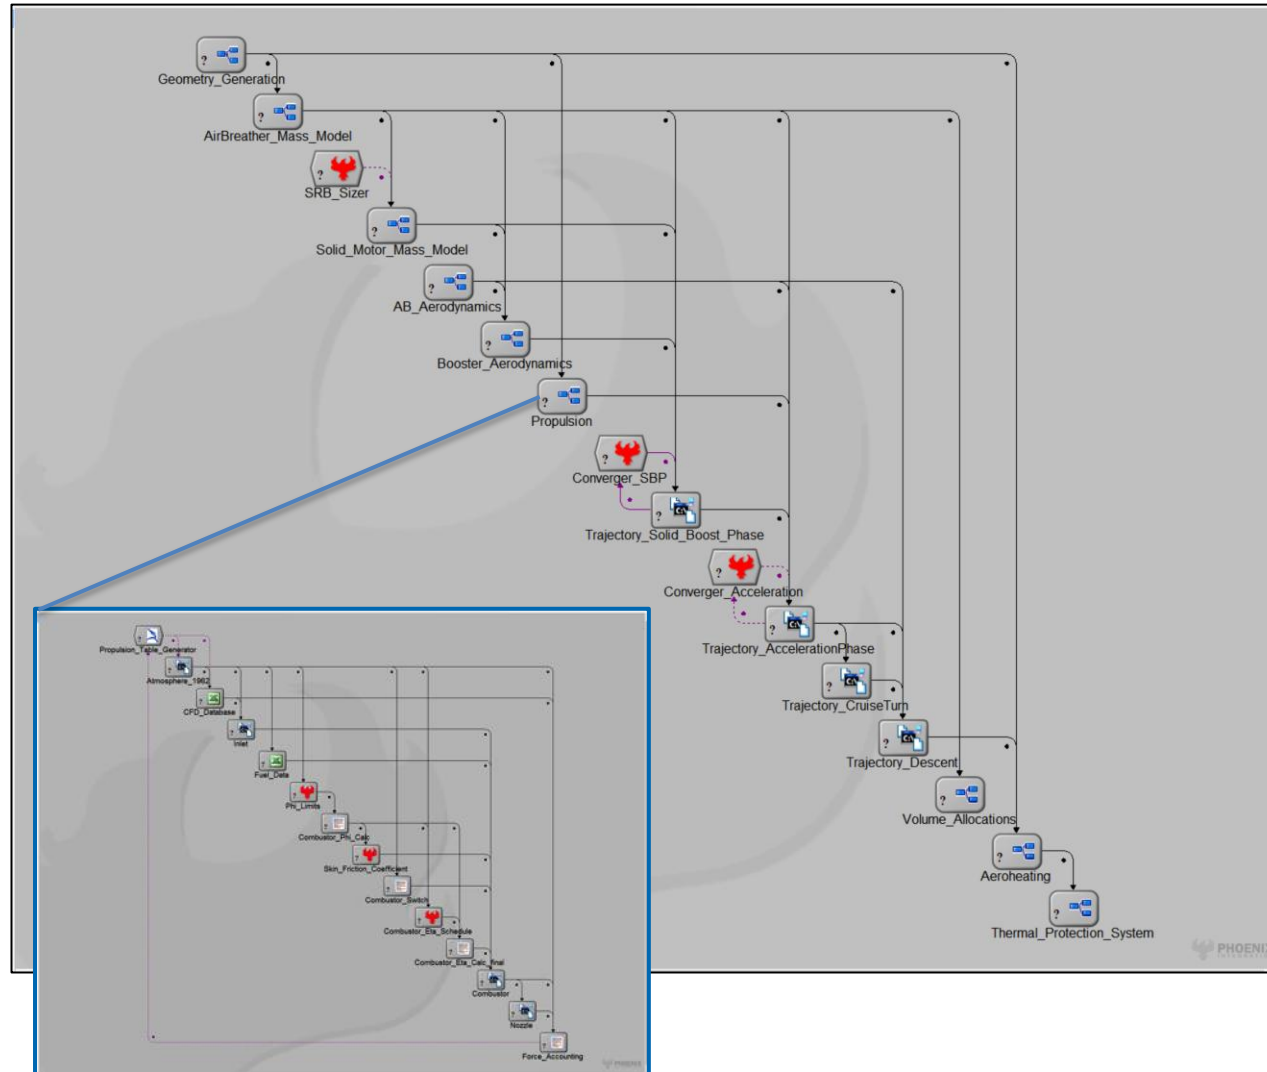 Geometry_Generation
AirBreather_Mass_Model
SRB_Sizer
Solid_Motor_Mass_Model
AB_Aerodynamics
Booster_Aerodynamics
Propulsion
Converger_SBP
Trajectory_Solid_Boost_Phase
Converger_Acceleration
Trajectory_AccelerationPhase
Trajectory_CruiseTurn
Trajectory_Descent
Volume_Allocations
Aeroheating
Thermal_Protection_System
PHOENIX
Propulsion_Table_Generator
Atmosphere_1962
CFD_Database
Inlet
Fuel_Data
Phi_Limits
Combustor_Phi_Calc
Skin_Friction_Coefficient
Combustor_Switch
Combustor_Eta_Schedule
Combustor_Eta_Calc_final
Combustor
Nozzle
Force_Accounting